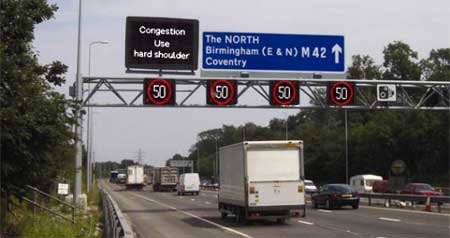 Congestion
Use
hard shoulder
The NORTH
Birmingham (E & N) M42
Coventry
50
50
50
50